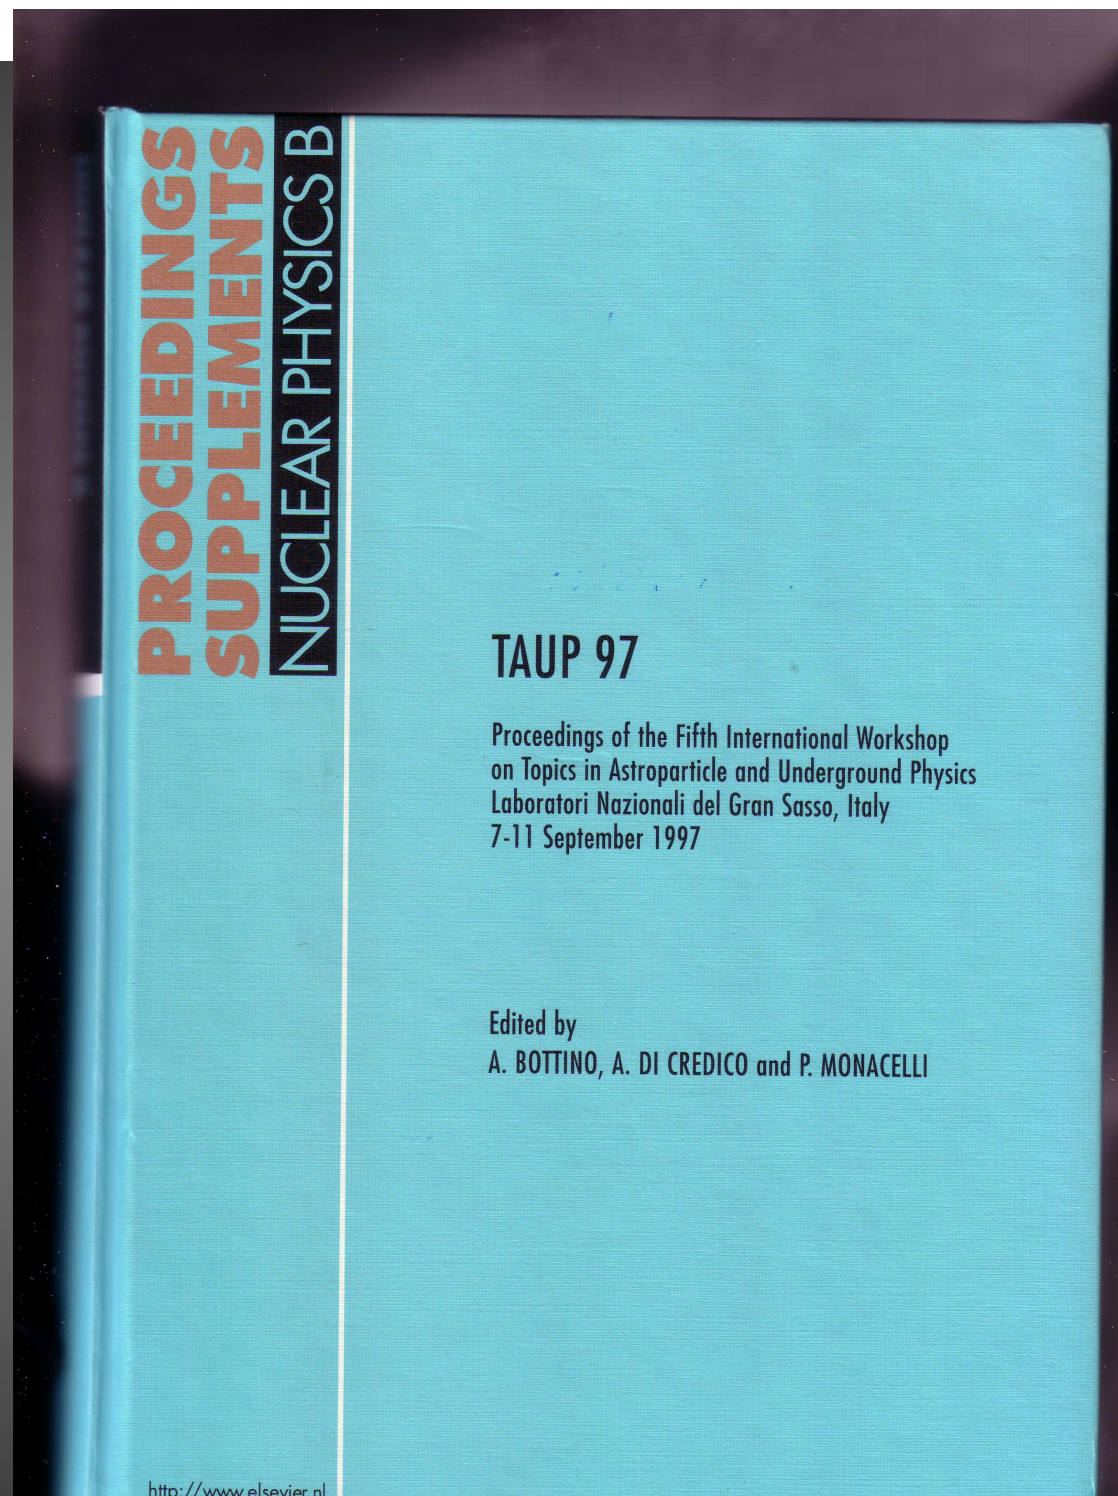 PROCEEDINGS
SUPPLEMENTS
NUCLEAR PHYSICS B
TAUP 97
Proceedings of the Fifth International Workshop
on Topics in Astroparticle and Underground Physics
Laboratori Nazionali del Gran Sasso, Italy
7-11 September 1997
Edited by
A. BOTTINO, A. DI CREDICO and P. MONACELLI
http://www.elsevier.nl